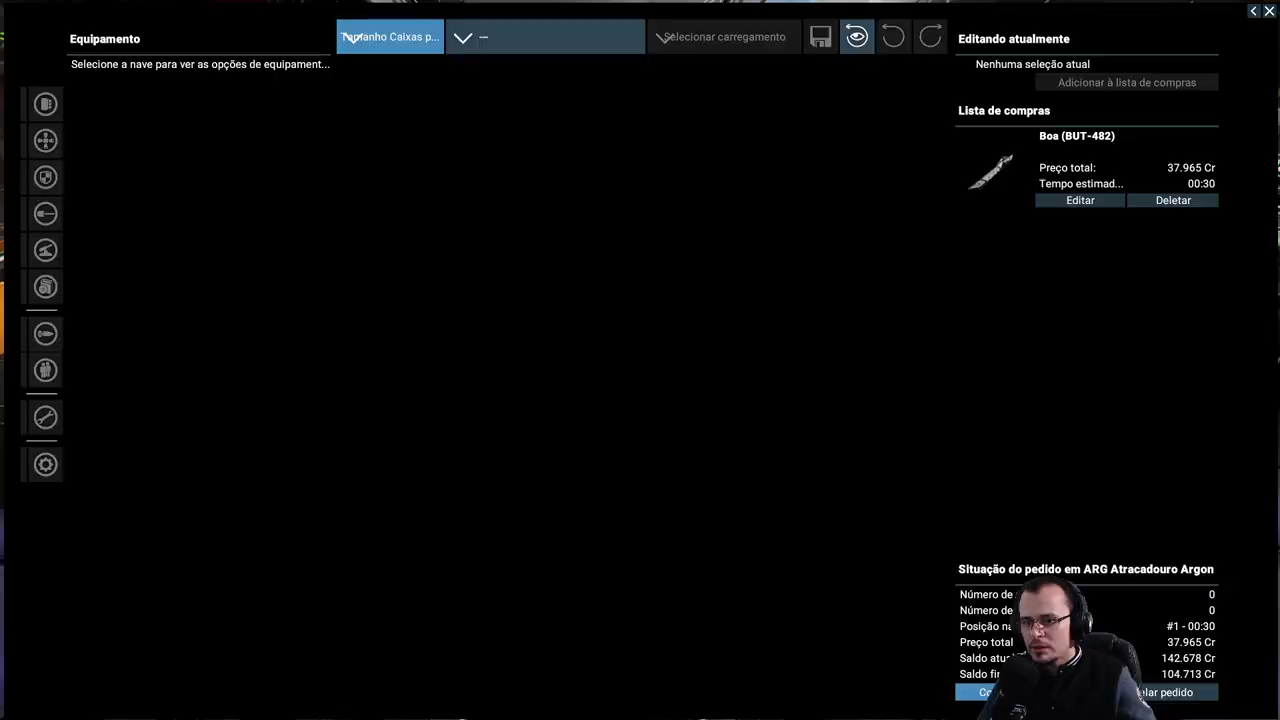 Equipamento
Selecione a nave para ver as opções de equipament...
Tamanho Caixas p...
---
Selecionar carregamento
Editando atualmente
Nenhuma seleção atual
Adicionar à lista de compras
Lista de compras
Boa (BUT-482)
Preço total: 37.965 Cr
Tempo estimad... 00:30
Editar Deletar
Situação do pedido em ARG Atracadouro Argon
Número de 0
Número de 0
Posição #1 - 00:30
Preço total 37.965 Cr
Saldo 142.678 Cr
Saldo 104.713 Cr
pedido